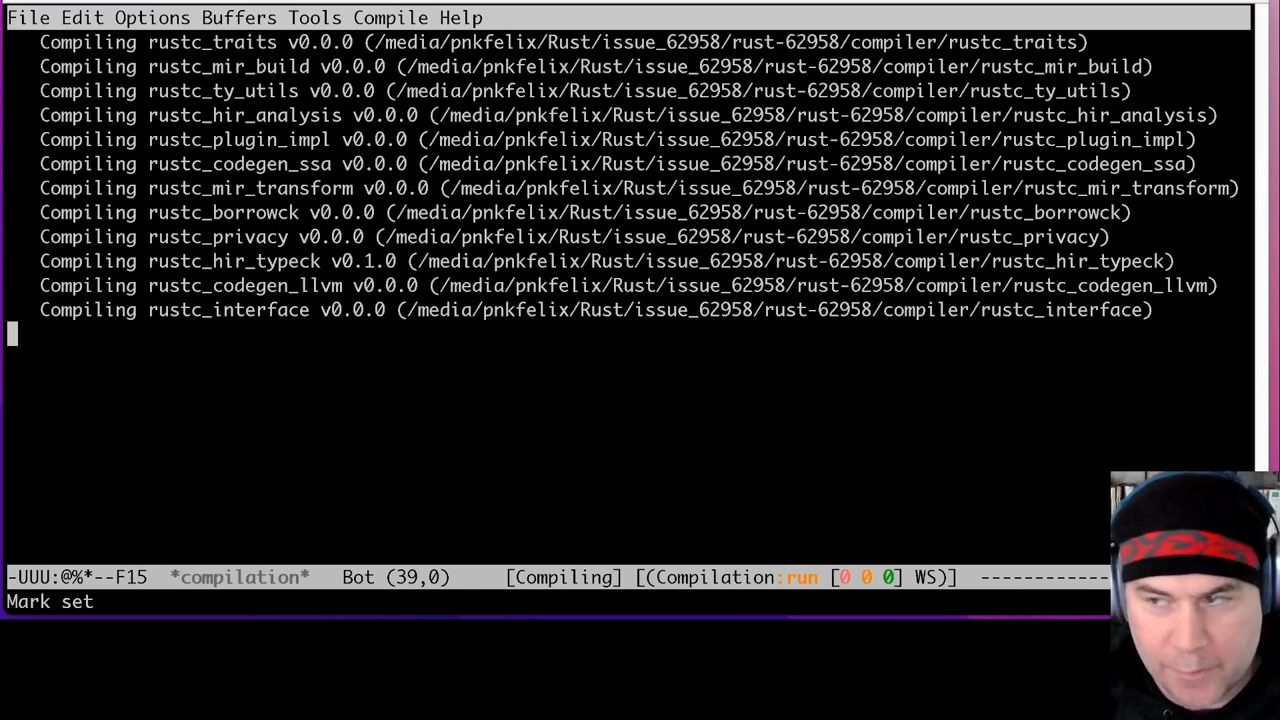 File Edit Options Buffers Tools Compile Help
Compiling rustc_traits v0.0.0 (/media/pnkfelix/Rust/issue_62958/rust-62958/compiler/rustc_traits)
Compiling rustc_mir_build v0.0.0 (/media/pnkfelix/Rust/issue_62958/rust-62958/compiler/rustc_mir_build)
Compiling rustc_ty_utils v0.0.0 (/media/pnkfelix/Rust/issue_62958/rust-62958/compiler/rustc_ty_utils)
Compiling rustc_hir_analysis v0.0.0 (/media/pnkfelix/Rust/issue_62958/rust-62958/compiler/rustc_hir_analysis)
Compiling rustc_plugin_impl v0.0.0 (/media/pnkfelix/Rust/issue_62958/rust-62958/compiler/rustc_plugin_impl)
Compiling rustc_codegen_ssa v0.0.0 (/media/pnkfelix/Rust/issue_62958/rust-62958/compiler/rustc_codegen_ssa)
Compiling rustc_mir_transform v0.0.0 (/media/pnkfelix/Rust/issue_62958/rust-62958/compiler/rustc_mir_transform)
Compiling rustc_borrowck v0.0.0 (/media/pnkfelix/Rust/issue_62958/rust-62958/compiler/rustc_borrowck)
Compiling rustc_privacy v0.0.0 (/media/pnkfelix/Rust/issue_62958/rust-62958/compiler/rustc_privacy)
Compiling rustc_hir_typeck v0.1.0 (/media/pnkfelix/Rust/issue_62958/rust-62958/compiler/rustc_hir_typeck)
Compiling rustc_codegen_llvm v0.0.0 (/media/pnkfelix/Rust/issue_62958/rust-62958/compiler/rustc_codegen_llvm)
Compiling rustc_interface v0.0.0 (/media/pnkfelix/Rust/issue_62958/rust-62958/compiler/rustc_interface)
-UUU:@%*--F15 *compilation* Bot (39,0) [Compiling] [(Compilation:run [0 0 0] WS)] ------------
Mark set